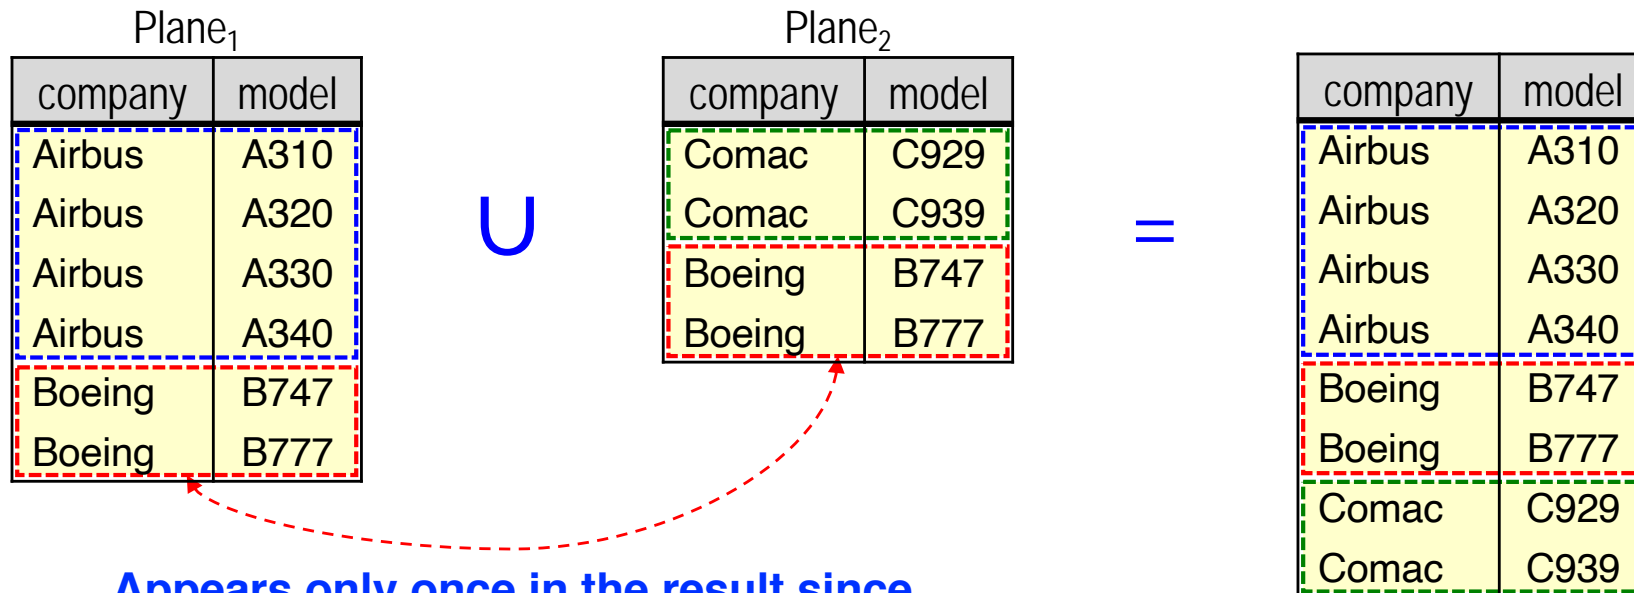 Plane₁
company model
Airbus A310
Airbus A320
Airbus A330
Airbus A340
Boeing B747
Boeing B777
∪
Plane₂
company model
Comac C929
Comac C939
Boeing B747
Boeing B777
=
company model
Airbus A310
Airbus A320
Airbus A330
Airbus A340
Boeing B747
Boeing B777
Comac C929
Comac C939
Appears only once in the result since